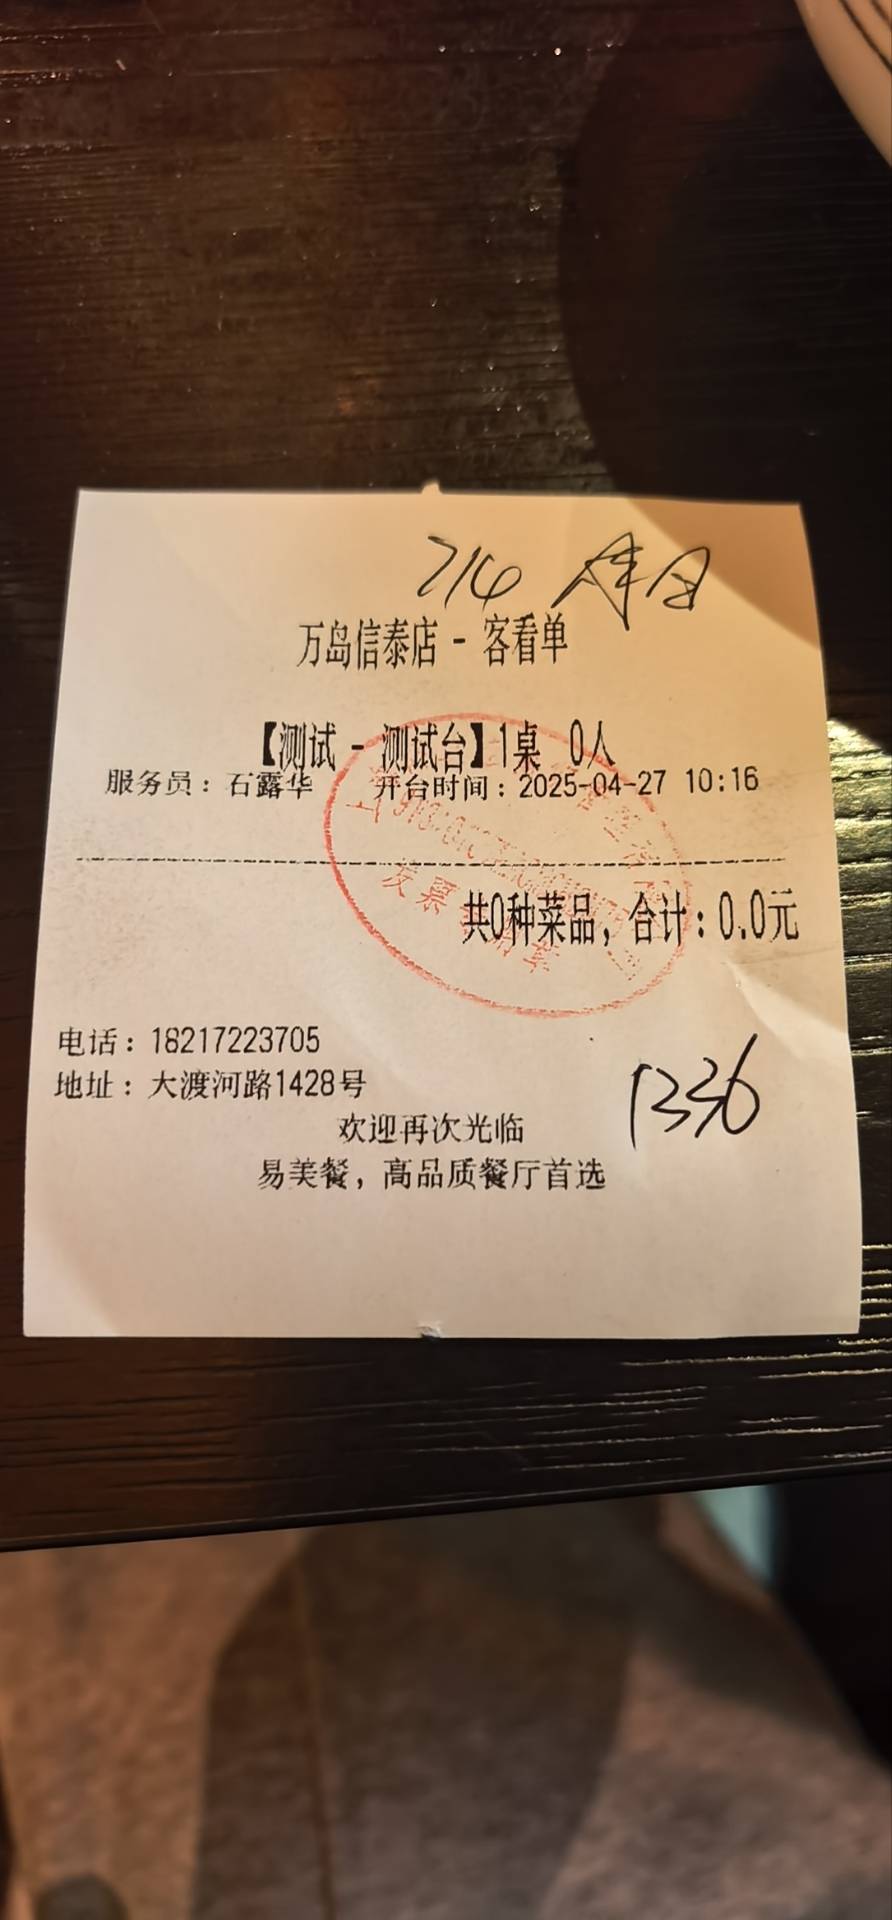 万岛信泰店 - 客看单
【测试 - 测试台】1桌 0人
服务员：石露华 开台时间：2025-04-27 10:16
发票
章
共0种菜品，合计：0.0元
电话：18217223705
地址：大渡河路1428号
1336
欢迎再次光临
易美餐，高品质餐厅首选